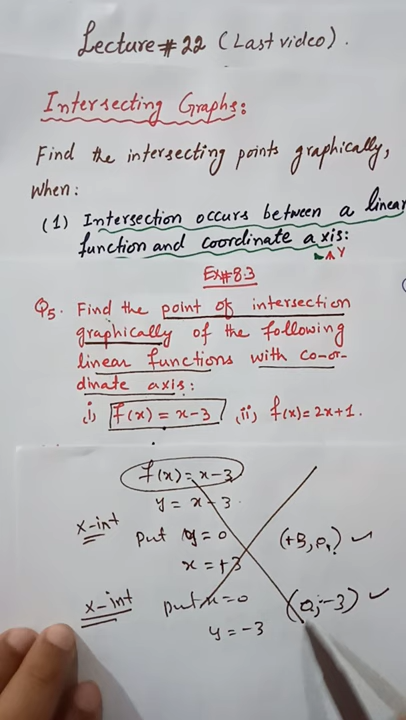 Lecture # 22 (Last video).
Intersecting Graphs:
Find the intersecting points graphically,
when:
(1) Intersection occurs between a linear
function and coordinate axis:
x y
Ex#8.3
Q5. Find the point of intersection
graphically of the following
linear functions with co-or-
dinate axis:
i) f(x) = x-3 , ii) f(x)=2x+1.
f(x) = x-3
y = x-3
x-int put y=0 (+3, 0)
x = +3
x-int put x=0 (0, -3)
y = -3